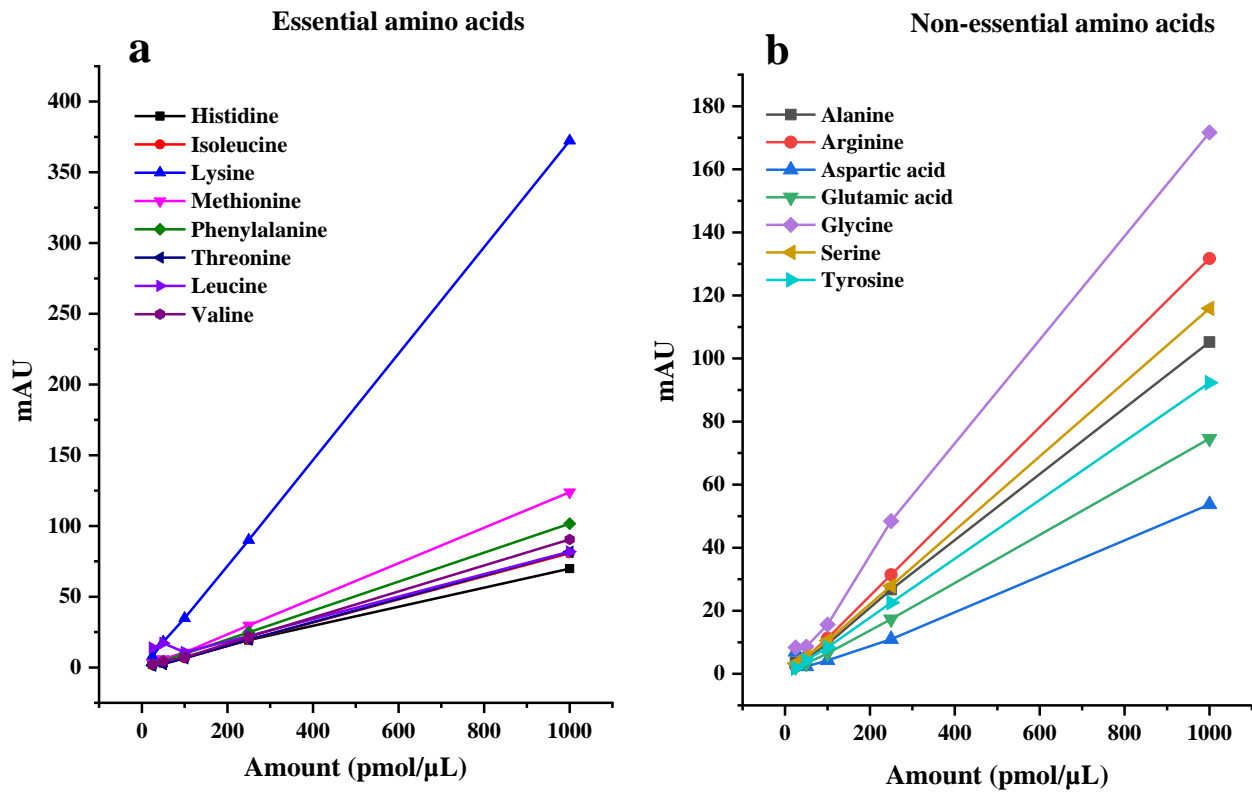 Essential amino acids
a
400
350
300
250
200
150
100
50
0
mAU
Histidine
Isoleucine
Lysine
Methionine
Phenylalanine
Threonine
Leucine
Valine
0 200 400 600 800 1000
Amount (pmol/µL)
Non-essential amino acids
b
180
160
140
120
100
80
60
40
20
0
mAU
Alanine
Arginine
Aspartic acid
Glutamic acid
Glycine
Serine
Tyrosine
0 200 400 600 800 1000
Amount (pmol/µL)